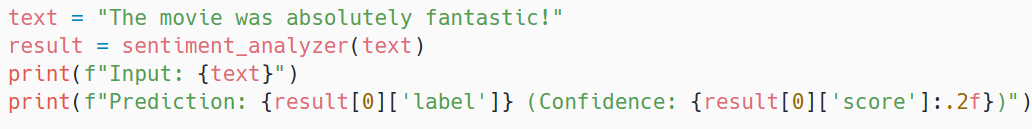 text = "The movie was absolutely fantastic!"
result = sentiment_analyzer(text)
print(f"Input: {text}")
print(f"Prediction: {result[0]['label']} (Confidence: {result[0]['score']:.2f})")